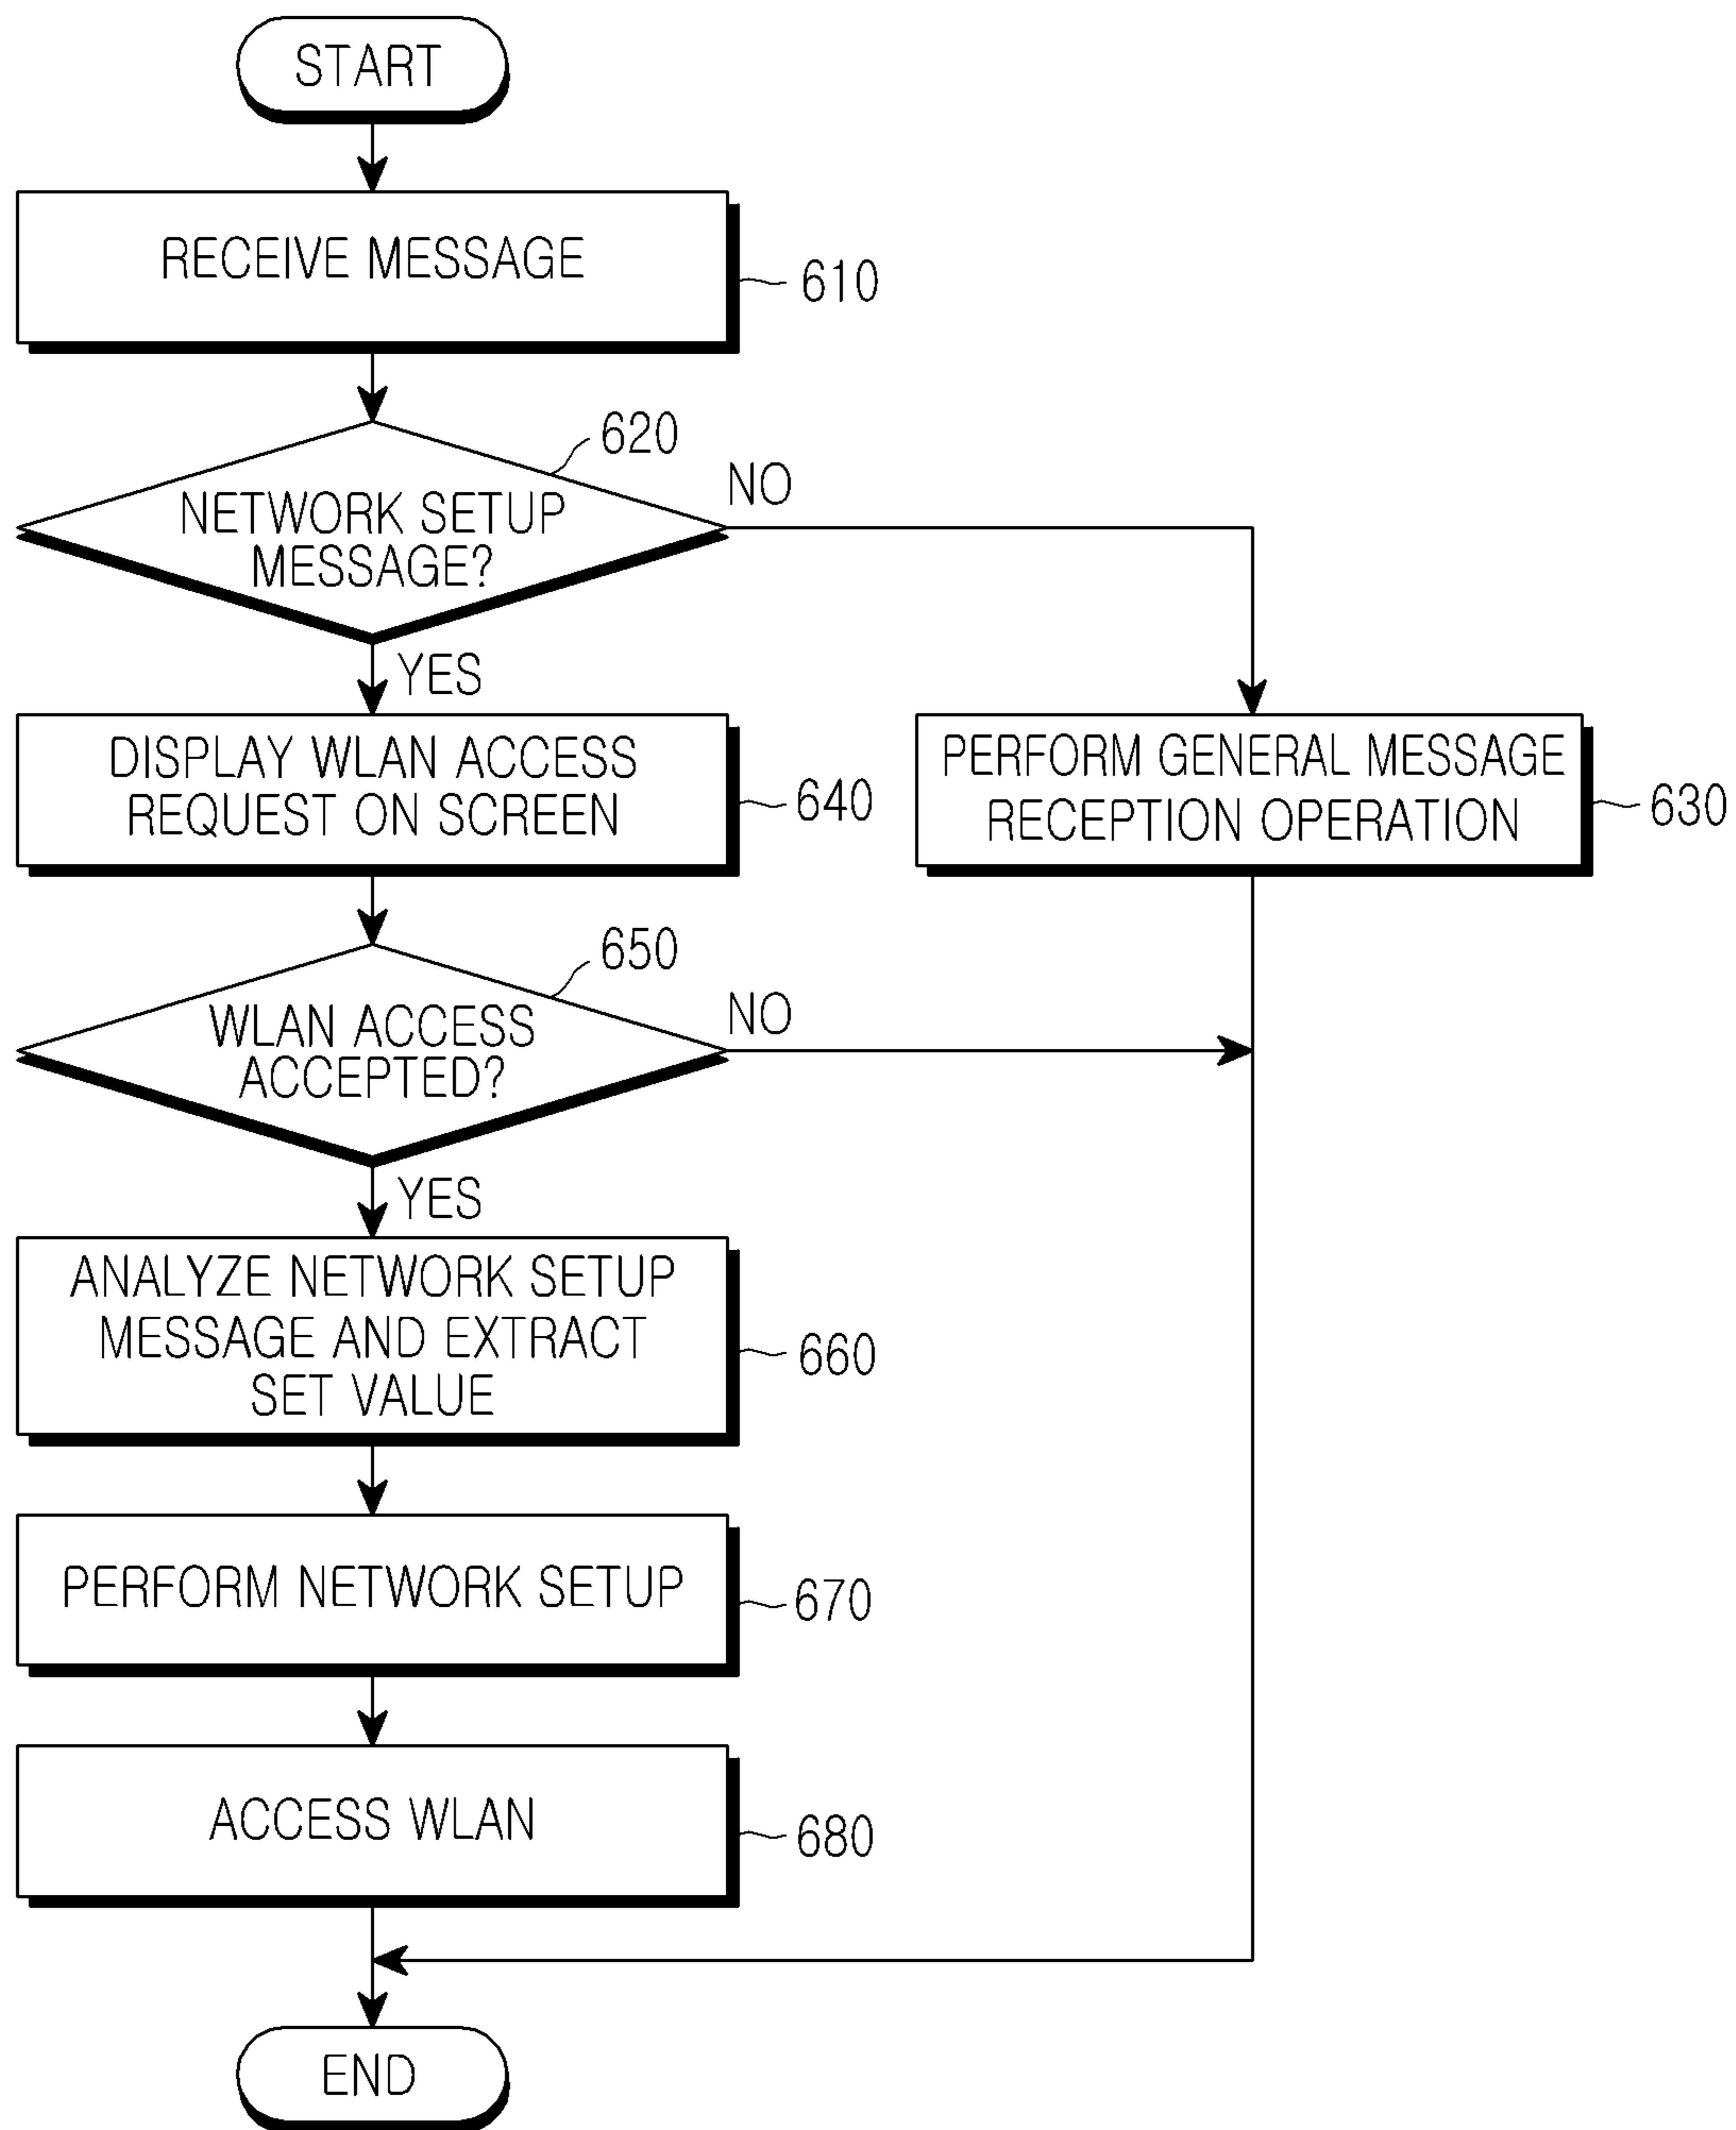 START
RECEIVE MESSAGE
610
620
NETWORK SETUP
MESSAGE?
NO
YES
DISPLAY WLAN ACCESS
REQUEST ON SCREEN
640
PERFORM GENERAL MESSAGE
RECEPTION OPERATION
630
650
WLAN ACCESS
ACCEPTED?
NO
YES
ANALYZE NETWORK SETUP
MESSAGE AND EXTRACT
SET VALUE
660
PERFORM NETWORK SETUP
670
ACCESS WLAN
680
END